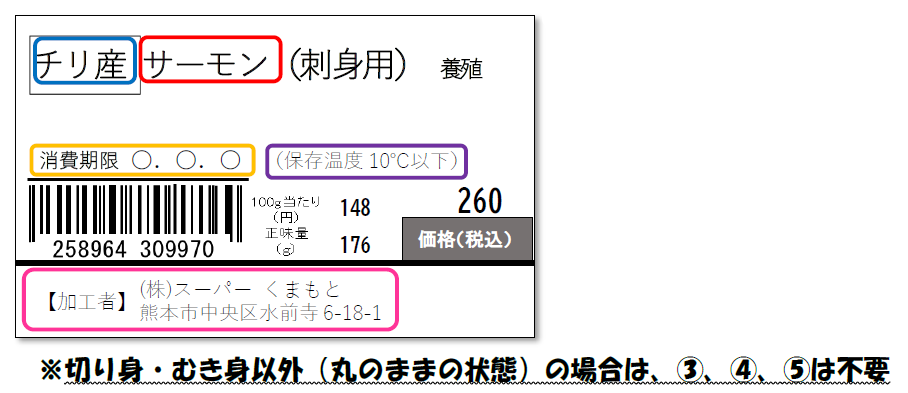 チリ産 サーモン (刺身用) 養殖
消費期限 ○．○．○ (保存温度 10℃以下)
100g当たり(円) 148
260
正味量(g) 176
価格(税込)
258964 309970
【加工者】 (株)スーパー くまもと
熊本市中央区水前寺 6-18-1
※切り身・むき身以外（丸のままの状態）の場合は、③、④、⑤は不要